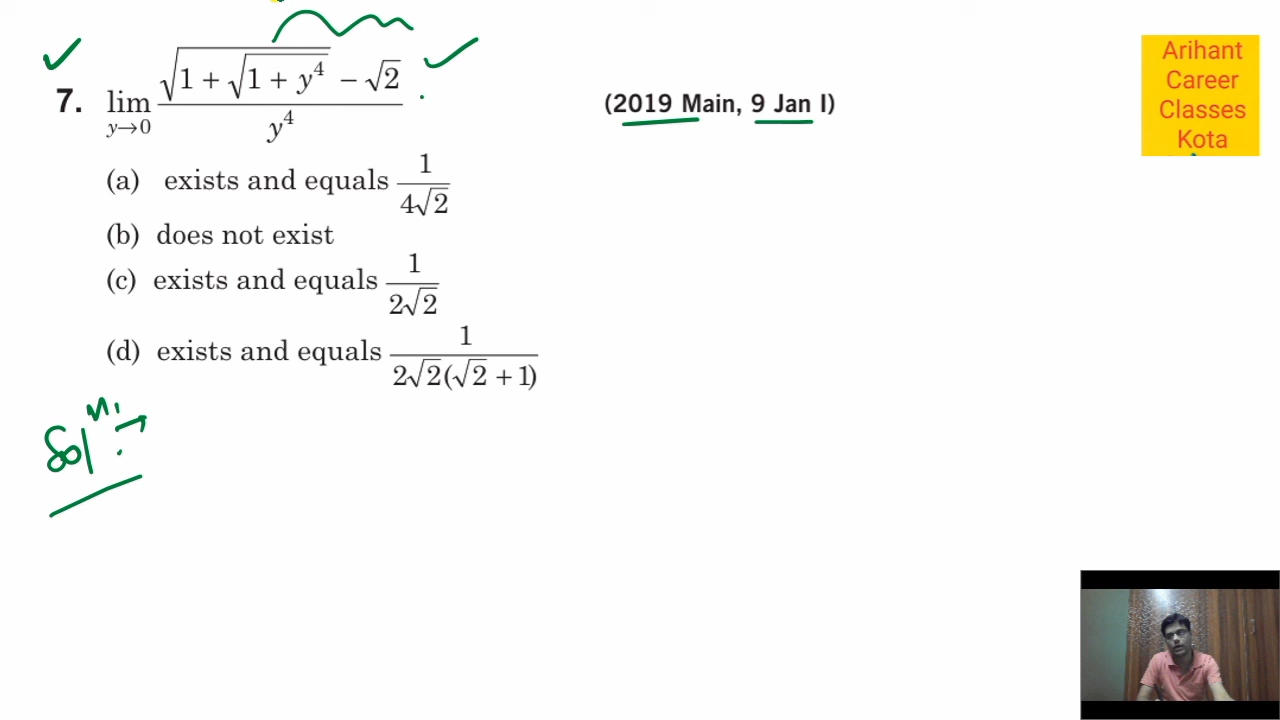 7. lim y→0 (√(1 + √(1 + y⁴)) − √2) / y⁴ (2019 Main, 9 Jan I)
(a) exists and equals 1/(4√2)
(b) does not exist
(c) exists and equals 1/(2√2)
(d) exists and equals 1/(2√2(√2 + 1))
Solⁿ:→
Arihant
Career
Classes
Kota